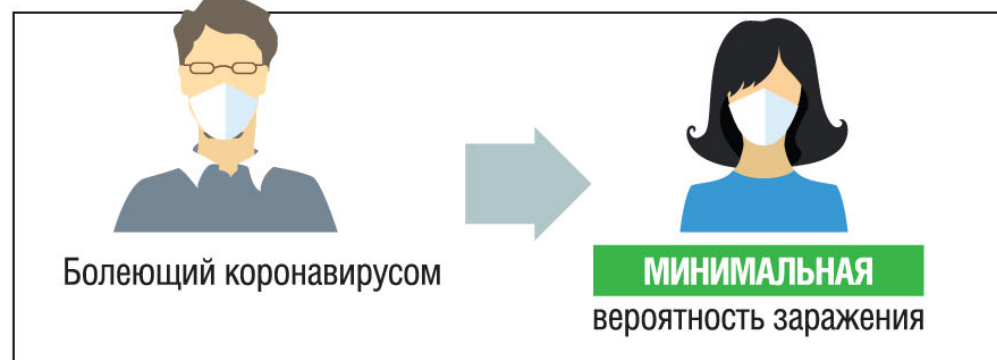 Болеющий коронавирусом
МИНИМАЛЬНАЯ
вероятность заражения